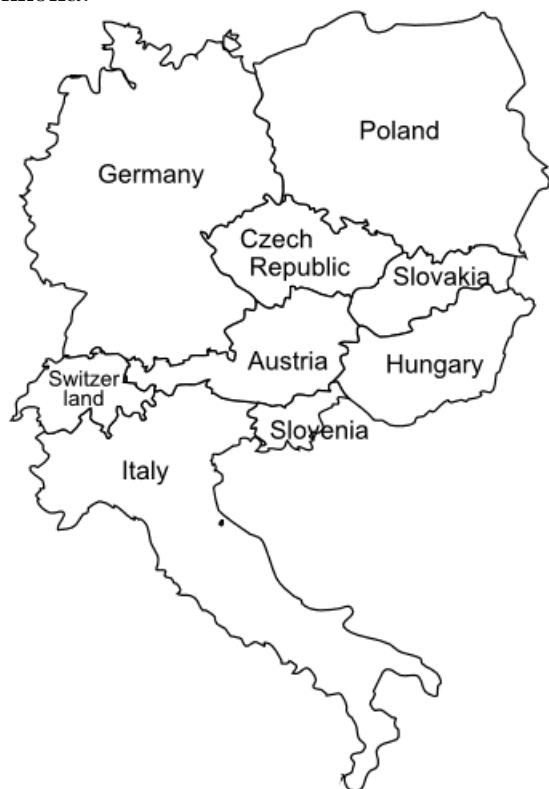 Poland
Germany
Czech
Republic
Slovakia
Austria
Hungary
Switzer
land
Slovenia
Italy